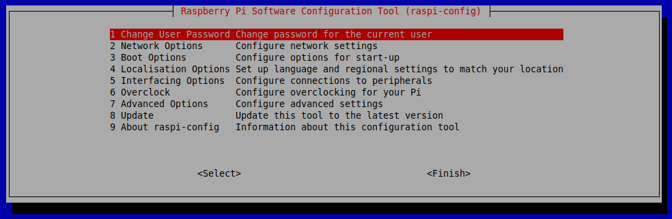 Raspberry Pi Software Configuration Tool (raspi-config)
1 Change User Password Change password for the current user
2 Network Options Configure network settings
3 Boot Options Configure options for start-up
4 Localisation Options Set up language and regional settings to match your location
5 Interfacing Options Configure connections to peripherals
6 Overclock Configure overclocking for your Pi
7 Advanced Options Configure advanced settings
8 Update Update this tool to the latest version
9 About raspi-config Information about this configuration tool
<Select> <Finish>